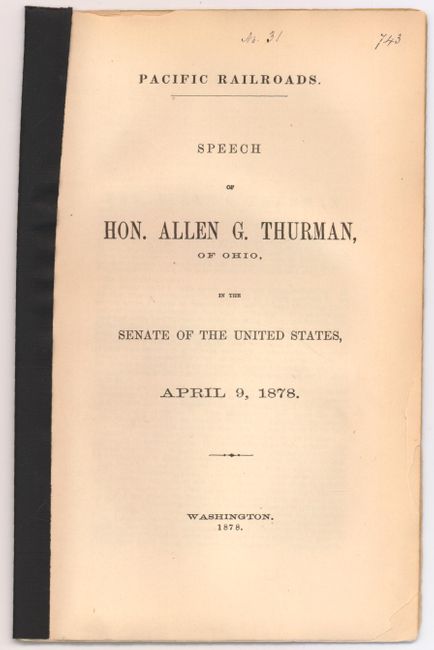 No. 31
743
PACIFIC RAILROADS.
SPEECH
OF
HON. ALLEN G. THURMAN,
OF OHIO,
IN THE
SENATE OF THE UNITED STATES,
APRIL 9, 1878.
WASHINGTON.
1878.